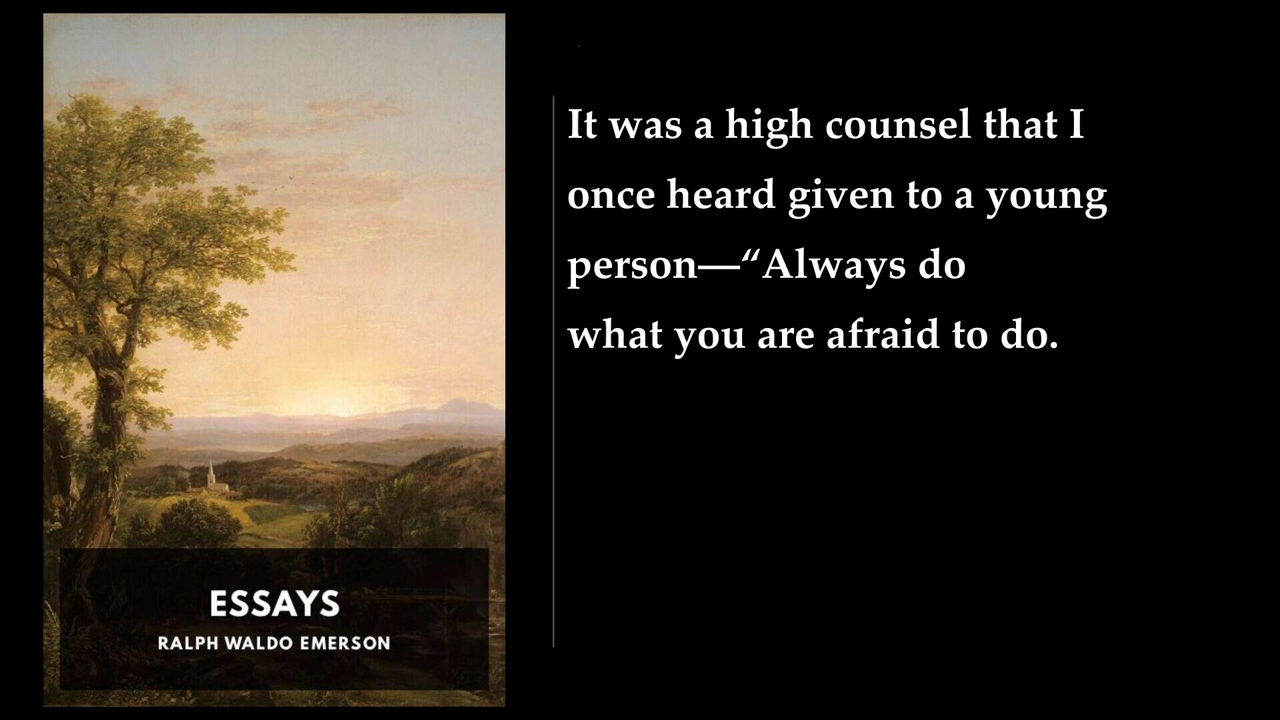 ESSAYS
RALPH WALDO EMERSON
It was a high counsel that I
once heard given to a young
person—“Always do
what you are afraid to do.